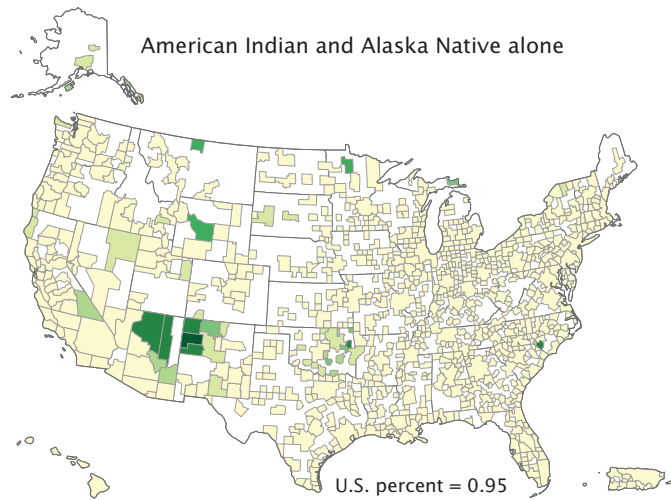 American Indian and Alaska Native alone
U.S. percent = 0.95